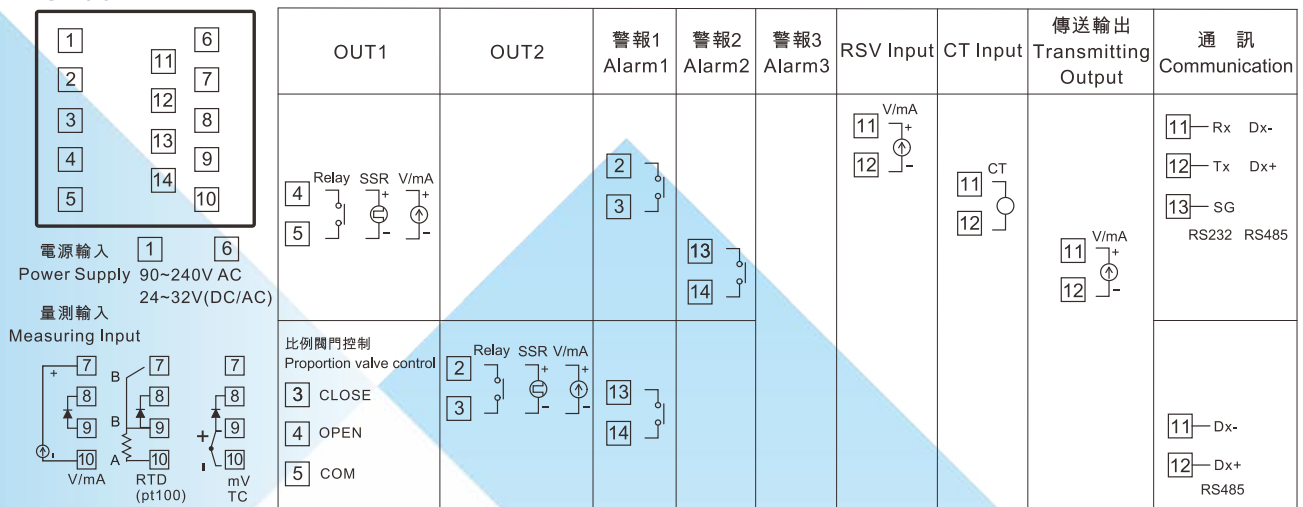 1
6
11
2
7
12
3
8
13
4
9
14
5
10
電源輸入 1 6
Power Supply 90~240V AC
24~32V(DC/AC)
量測輸入
Measuring Input
+ 7 B 7 7
8 8 8
9 B 9 + 9
- 10 A 10 - 10
V/mA RTD mV
(pt100) TC
OUT1 OUT2 警報1 警報2 警報3 RSV Input CT Input 傳送輸出 通 訊
Alarm1 Alarm2 Alarm3 Transmitting Communication
Output
4 Relay SSR V/mA
+
5 -
+
-
2
3
13
14
V/mA
11 +
12 -
CT
11
12
V/mA
11 +
12 -
11 Rx Dx-
12 Tx Dx+
13 SG
RS232 RS485
比例閥門控制
Proportion valve control
3 CLOSE
4 OPEN
5 COM
Relay SSR V/mA
2 + +
3 - -
13
14
11 Dx-
12 Dx+
RS485